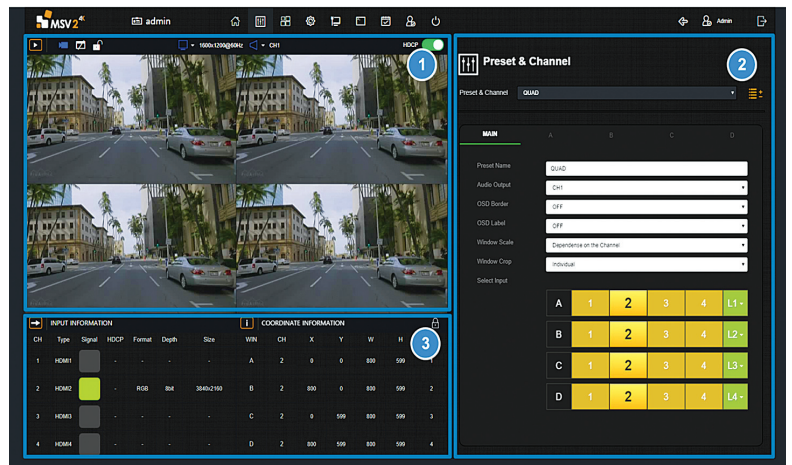 MSV2 4K admin Admin
1600x1200@60Hz CH1 HDCP
1
Preset & Channel
2
Preset & Channel QUAD
MAIN A B C D
Preset Name QUAD
Audio Output CH1
OSD Border OFF
OSD Label OFF
Window Scale Dependense on the Channel
Window Crop Individual
Select Input
A 1 2 3 4 L1
B 1 2 3 4 L2
C 1 2 3 4 L3
D 1 2 3 4 L4
INPUT INFORMATION
CH Type Signal HDCP Format Depth Size
1 HDMI1 - - - -
2 HDMI2 - RGB 8bit 3840x2160
3 HDMI3 - - - -
4 HDMI4 - - - -
i COORDINATE INFORMATION
3
WIN CH X Y W H
A 2 0 0 800 599 1
B 2 800 0 800 599 2
C 2 0 599 800 599 3
D 2 800 599 800 599 4